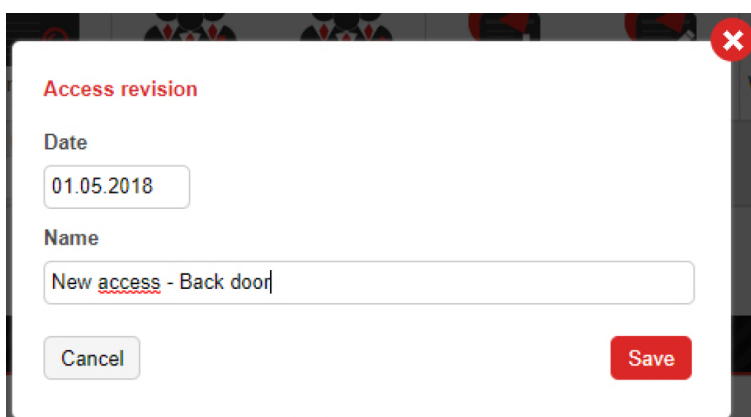 Access revision
Date
01.05.2018
Name
New access - Back door
Cancel
Save